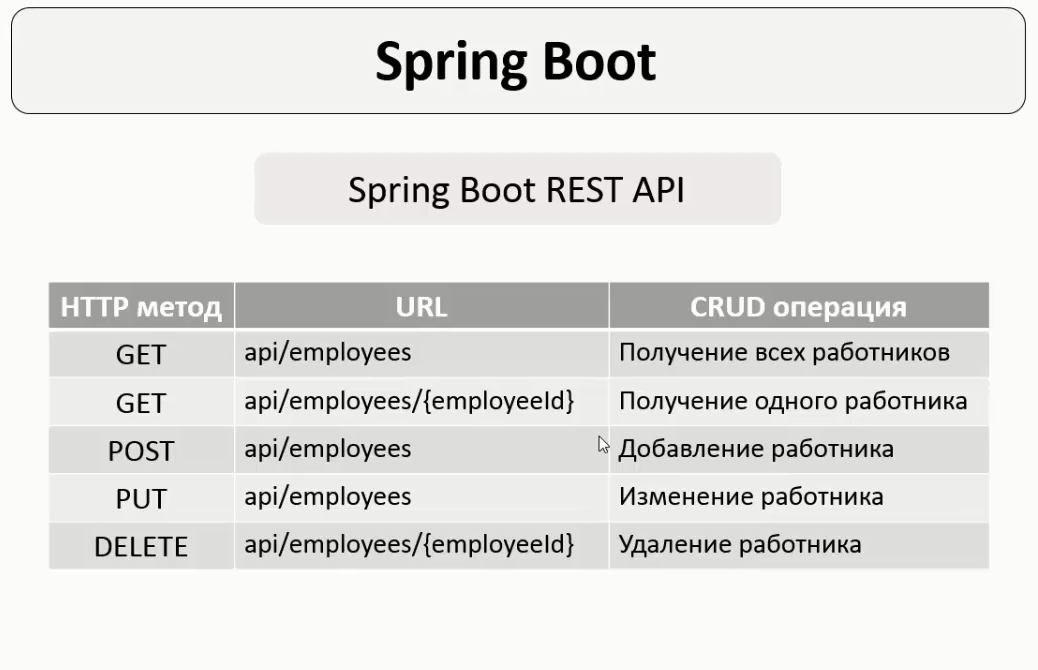 Spring Boot
Spring Boot REST API
HTTP метод URL CRUD операция
GET api/employees Получение всех работников
GET api/employees/{employeeId} Получение одного работника
POST api/employees Добавление работника
PUT api/employees Изменение работника
DELETE api/employees/{employeeId} Удаление работника